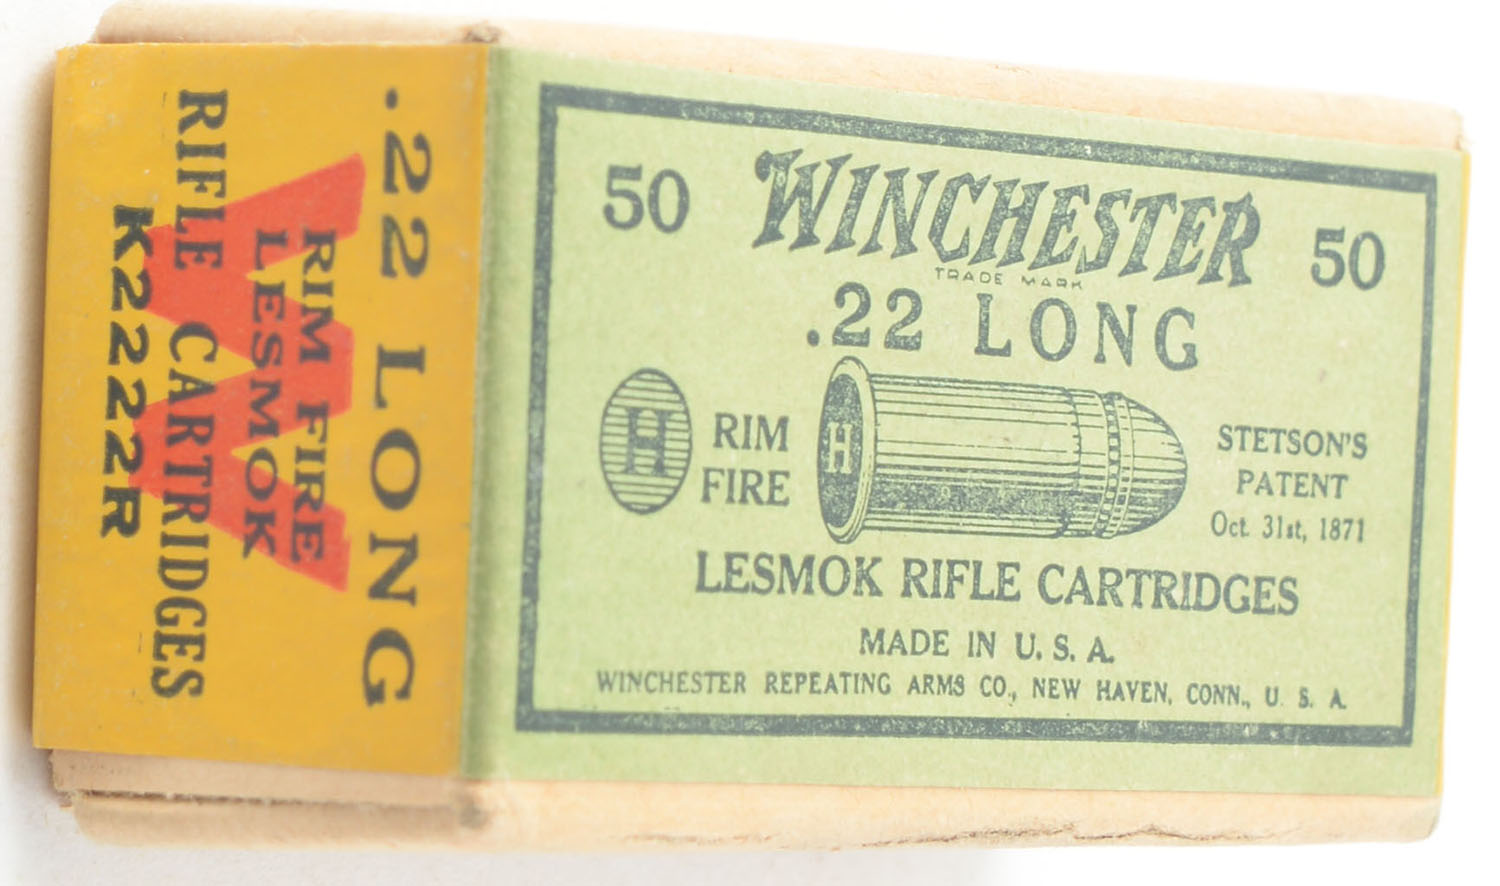 .22 LONG
RIM FIRE
LESMOK
RIFLE CARTRIDGES
K2222R
50 WINCHESTER 50
TRADE MARK
.22 LONG
H
RIM
FIRE
H
STETSON'S
PATENT
Oct. 31st, 1871
LESMOK RIFLE CARTRIDGES
MADE IN U. S. A.
WINCHESTER REPEATING ARMS CO., NEW HAVEN, CONN., U. S. A.